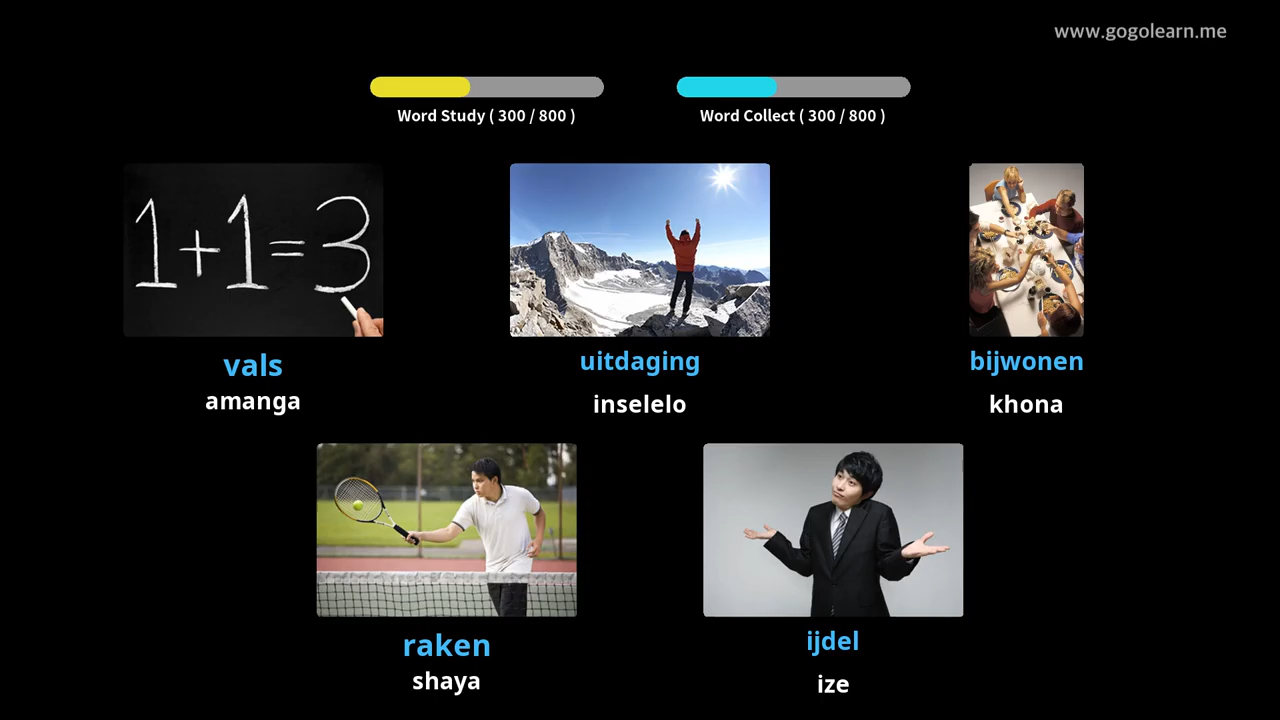 www.gogolearn.me
Word Study ( 300 / 800 )
Word Collect ( 300 / 800 )
1+1=3
vals
amanga
uitdaging
inselelo
bijwonen
khona
raken
shaya
ijdel
ize